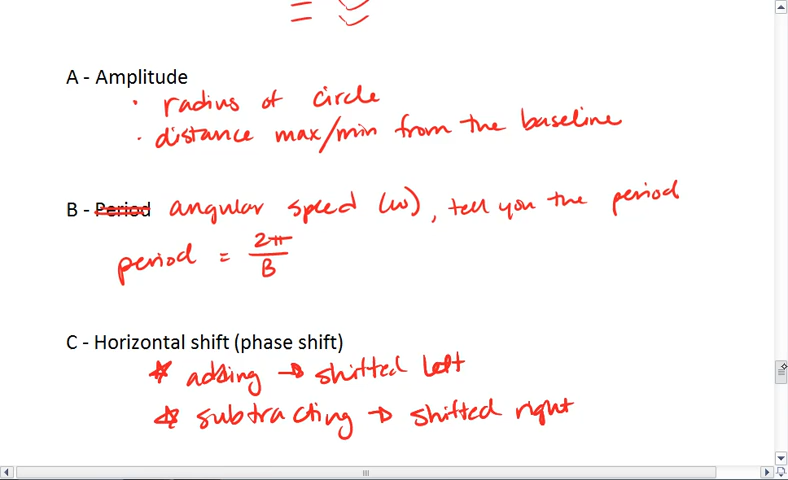 A - Amplitude
· radius of circle
· distance max/min from the baseline
B - Period angular speed (ω), tell you the period
period = 2π/B
C - Horizontal shift (phase shift)
* adding → shifted left
* subtracting → shifted right